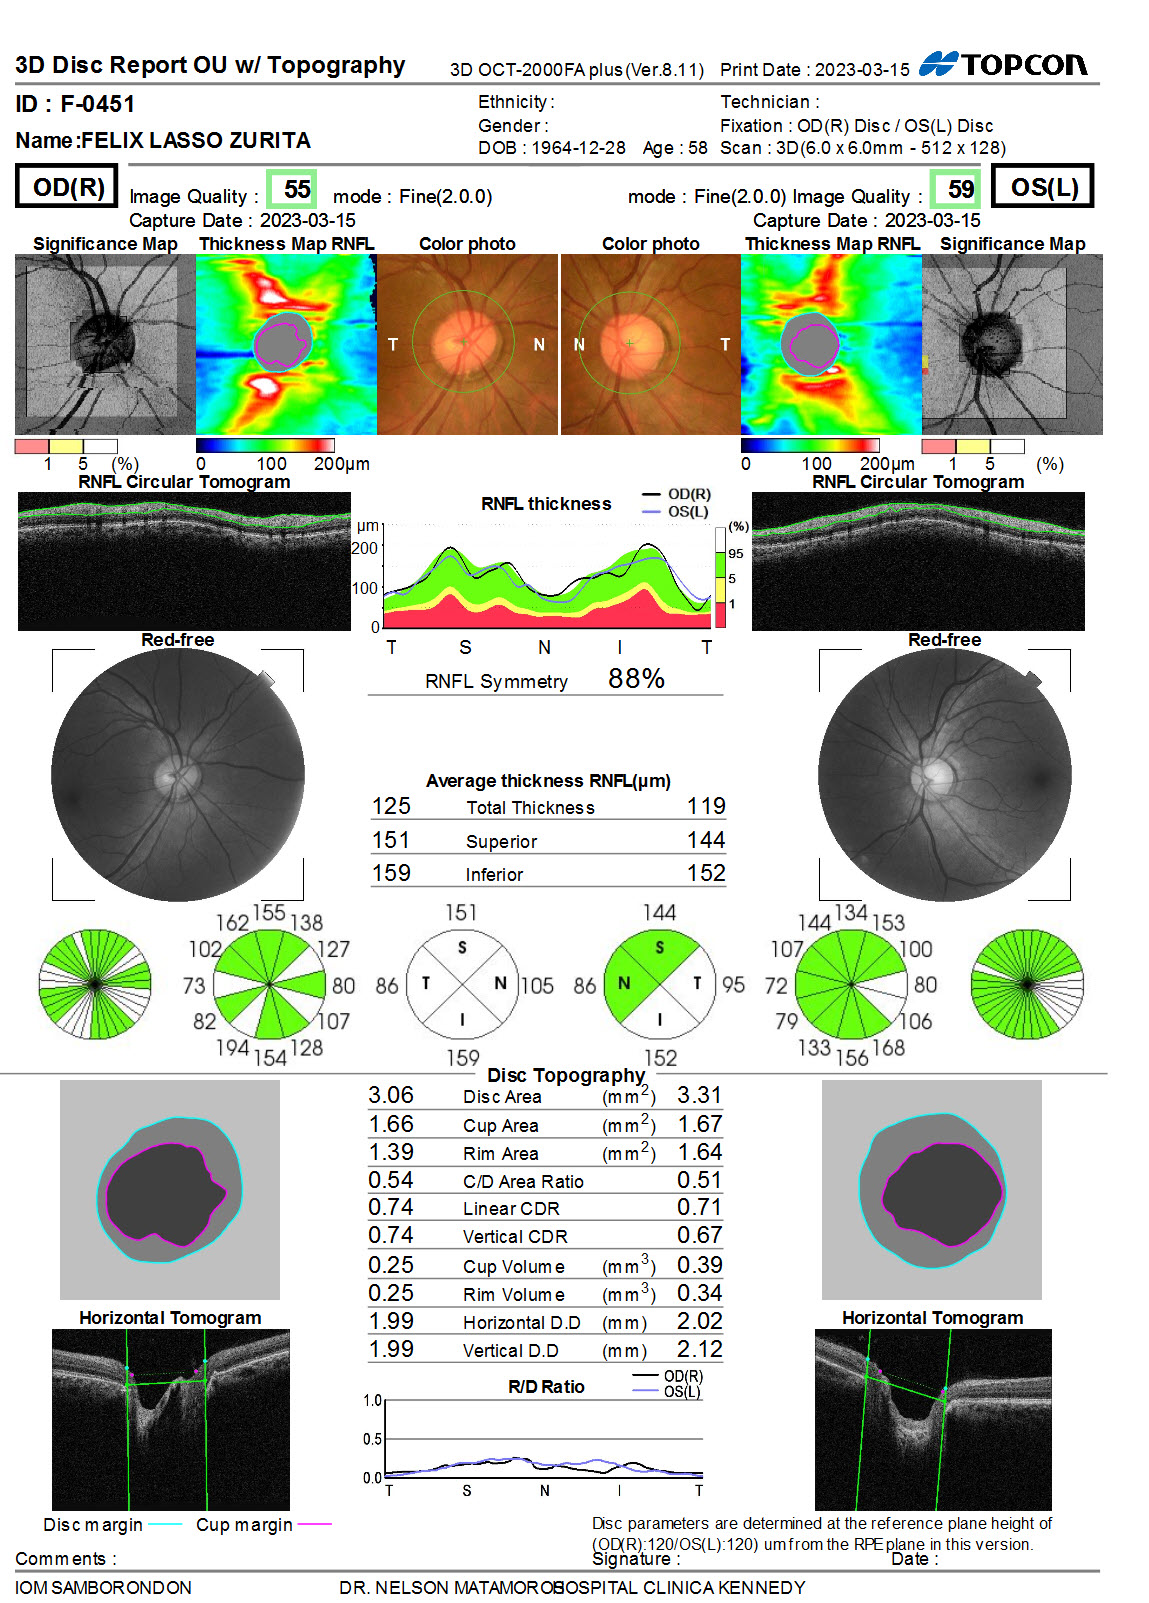 3D Disc Report OU w/ Topography 3D OCT-2000FA plus(Ver.8.11) Print Date : 2023-03-15 TOPCON
ID : F-0451 Ethnicity : Technician :
Name:FELIX LASSO ZURITA Gender : Fixation : OD(R) Disc / OS(L) Disc
DOB : 1964-12-28 Age : 58 Scan : 3D(6.0 x 6.0mm - 512 x 128)
OD(R) Image Quality : 55 mode : Fine(2.0.0) mode : Fine(2.0.0) Image Quality : 59 OS(L)
Capture Date : 2023-03-15 Capture Date : 2023-03-15
Significance Map Thickness Map RNFL Color photo Color photo Thickness Map RNFL Significance Map
T N N T
1 5 (%) 0 100 200µm 0 100 200µm 1 5 (%)
RNFL Circular Tomogram RNFL Circular Tomogram
RNFL thickness OD(R)
OS(L)
µm (%)
200 95
100 5
1
0
T S N I T
Red-free Red-free
RNFL Symmetry 88%
Average thickness RNFL(µm)
125 Total Thickness 119
151 Superior 144
159 Inferior 152
162 155 138 151 144 144 134 153
102 127 S S 107 100
73 80 86 T N 105 86 N T 95 72 80
82 107 I I 79 106
194 154 128 159 152 133 156 168
Disc Topography
3.06 Disc Area (mm2) 3.31
1.66 Cup Area (mm2) 1.67
1.39 Rim Area (mm2) 1.64
0.54 C/D Area Ratio 0.51
0.74 Linear CDR 0.71
0.74 Vertical CDR 0.67
0.25 Cup Volume (mm3) 0.39
0.25 Rim Volume (mm3) 0.34
1.99 Horizontal D.D (mm) 2.02
1.99 Vertical D.D (mm) 2.12
Horizontal Tomogram Horizontal Tomogram
R/D Ratio OD(R)
OS(L)
1.0
0.5
0.0
T S N I T
Disc margin Cup margin
Disc parameters are determined at the reference plane height of
(OD(R):120/OS(L):120) um from the RPE plane in this version.
Comments : Signature : Date :
IOM SAMBORONDON DR. NELSON MATAMOROS HOSPITAL CLINICA KENNEDY